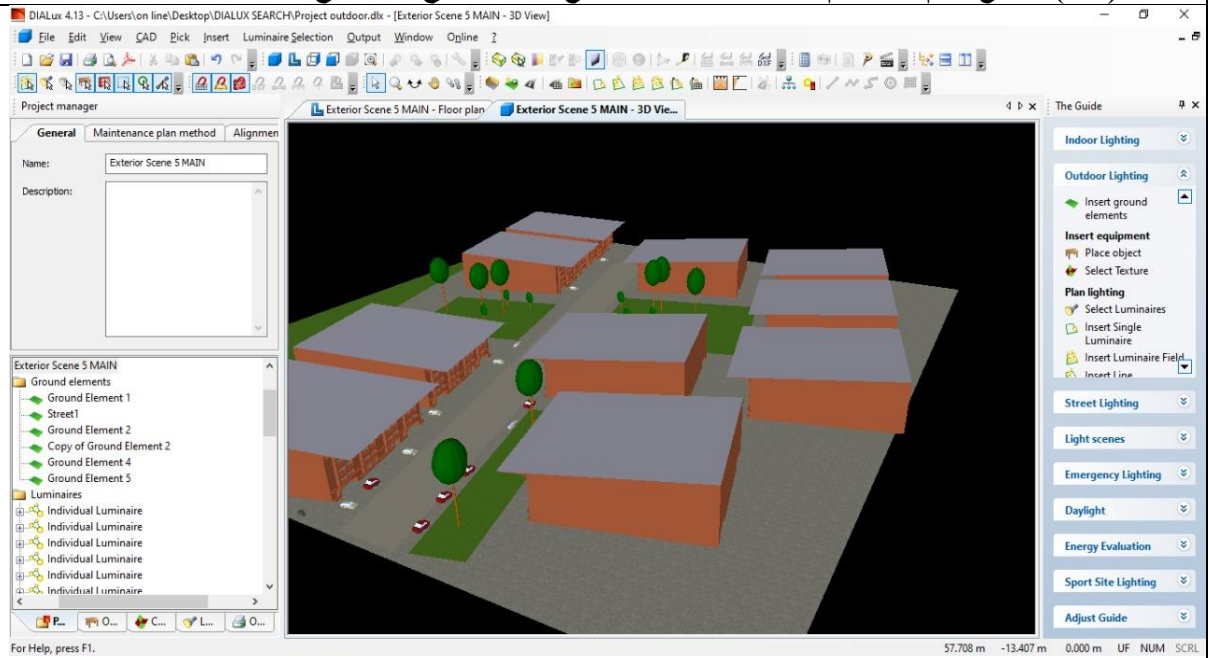 DIALux 4.13 - C:\Users\on line\Desktop\DIALUX SEARCH\Project outdoor.dlx - [Exterior Scene 5 MAIN - 3D View]
File Edit View CAD Pick Insert Luminaire Selection Output Window Online ?
Project manager
General Maintenance plan method Alignmen
Name: Exterior Scene 5 MAIN
Description:
Exterior Scene 5 MAIN
Ground elements
Ground Element 1
Street1
Ground Element 2
Copy of Ground Element 2
Ground Element 4
Ground Element 5
Luminaires
Individual Luminaire
Individual Luminaire
Individual Luminaire
Individual Luminaire
Individual Luminaire
Individual Luminaire
P... O... C... L... O...
Exterior Scene 5 MAIN - Floor plan Exterior Scene 5 MAIN - 3D Vie...
The Guide
Indoor Lighting
Outdoor Lighting
Insert ground
elements
Insert equipment
Place object
Select Texture
Plan lighting
Select Luminaires
Insert Single
Luminaire
Insert Luminaire Field
Insert Line
Street Lighting
Light scenes
Emergency Lighting
Daylight
Energy Evaluation
Sport Site Lighting
Adjust Guide
For Help, press F1.
57.708 m -13.407 m 0.000 m UF NUM SCRL